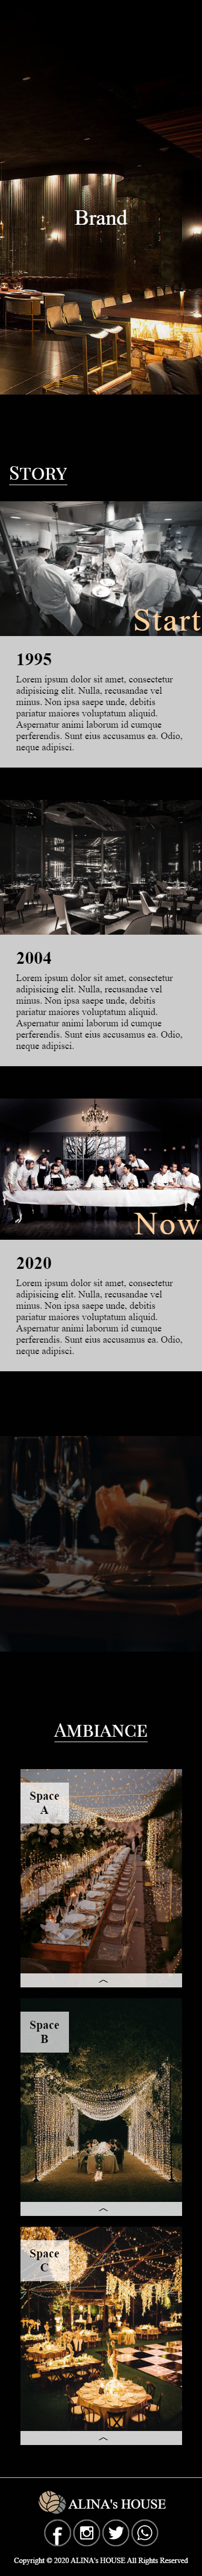 Brand
STORY
Start
1995
Lorem ipsum dolor sit amet, consectetur
adipisicing elit. Nulla, recusandae vel
minus. Non ipsa saepe unde, debitis
pariatur maiores voluptatum aliquid.
Aspernatur animi laborum id cumque
perferendis. Sunt eius accusamus ea. Odio,
neque adipisci.
2004
Lorem ipsum dolor sit amet, consectetur
adipisicing elit. Nulla, recusandae vel
minus. Non ipsa saepe unde, debitis
pariatur maiores voluptatum aliquid.
Aspernatur animi laborum id cumque
perferendis. Sunt eius accusamus ea. Odio,
neque adipisci.
Now
2020
Lorem ipsum dolor sit amet, consectetur
adipisicing elit. Nulla, recusandae vel
minus. Non ipsa saepe unde, debitis
pariatur maiores voluptatum aliquid.
Aspernatur animi laborum id cumque
perferendis. Sunt eius accusamus ea. Odio,
neque adipisci.
AMBIANCE
Space
A
Space
B
Space
C
ALINA's HOUSE
Copyright © 2020 ALINA's HOUSE All Rights Reserved